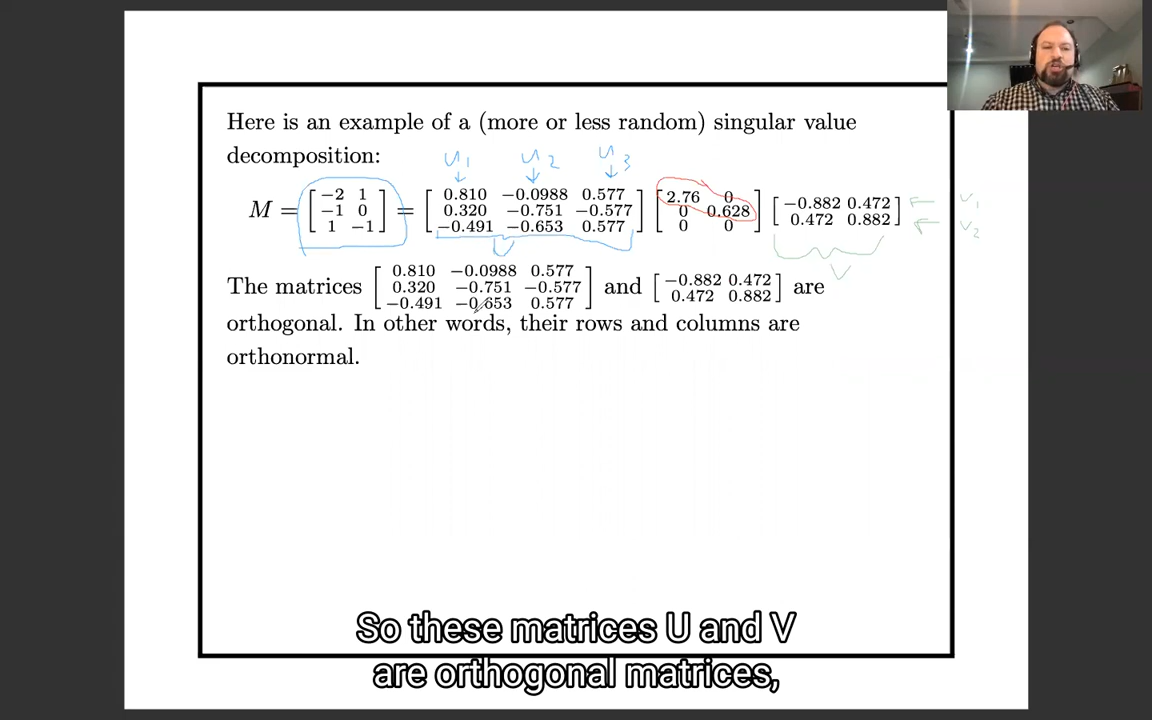 Here is an example of a (more or less random) singular value
decomposition:
u₁ u₂ u₃
M = [−2 1; −1 0; 1 −1] = [0.810 −0.0988 0.577; 0.320 −0.751 −0.577; −0.491 −0.653 0.577] [2.76 0; 0 0.628; 0 0] [−0.882 0.472; 0.472 0.882]
v₁
v₂
U V
The matrices [0.810 −0.0988 0.577; 0.320 −0.751 −0.577; −0.491 −0.653 0.577] and [−0.882 0.472; 0.472 0.882] are
orthogonal. In other words, their rows and columns are
orthonormal.
So these matrices U and V
are orthogonal matrices,